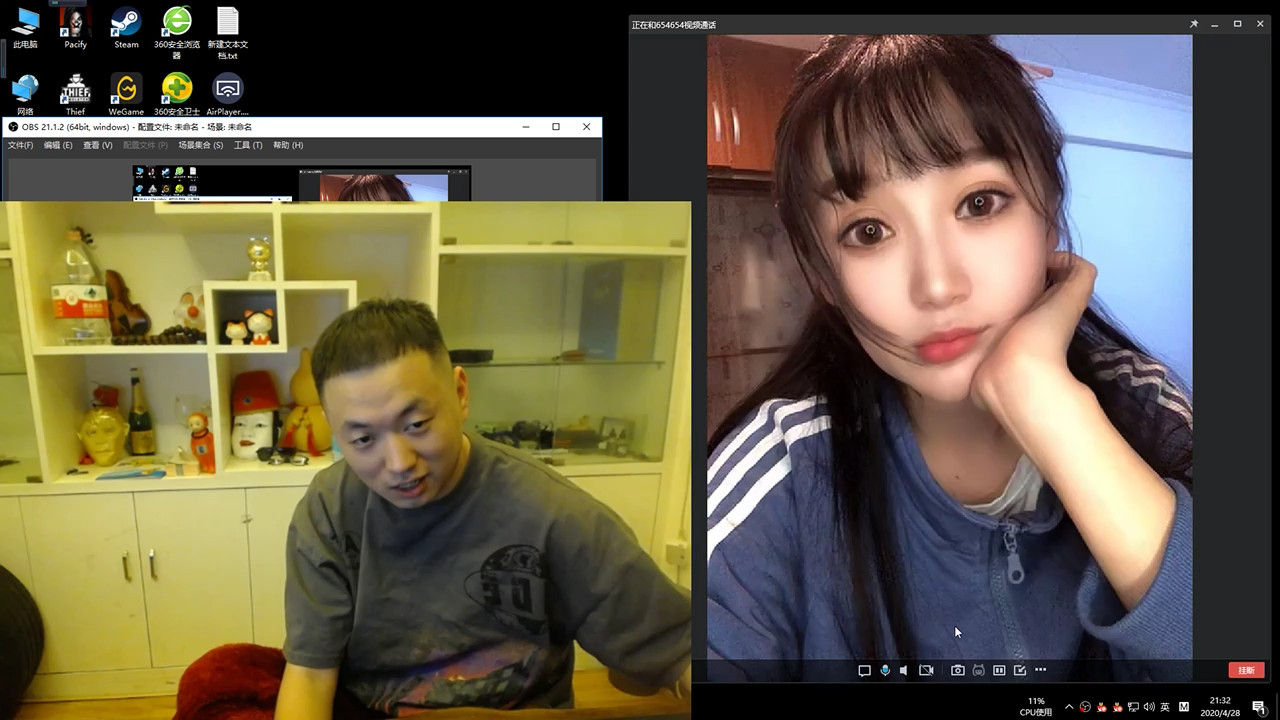 正在和654654视频通话
此电脑
Pacify
Steam
360安全浏览
器
新建文本文
档.txt
网络
THIEF
Thief
WeGame
360安全卫士
AirPlayer....
OBS 21.1.2 (64bit, windows) - 配置文件: 未命名 - 场景: 未命名
文件(F) 编辑 (E) 查看 (V) 配置文件 (P) 场景集合 (S) 工具 (T) 帮助 (H)
挂断
11%
CPU使用
英
M
21:32
2020/4/28
1